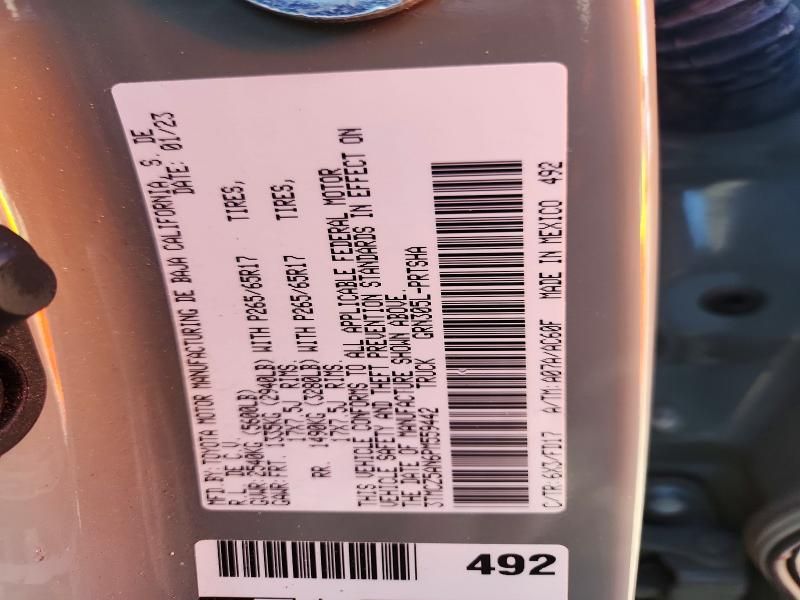 MFD BY: TOYOTA MOTOR MANUFACTURING DE BAJA CALIFORNIA, S. DE
R.L. DE C.V. DATE: 01/23
GVWR: 2540KG (5600LB)
GAWR: FRT. 1335KG (2940LB) WITH P265/65R17 TIRES,
17X7.5J RIMS.
RR. 1490KG (3280LB) WITH P265/65R17 TIRES,
17X7.5J RIMS.
THIS VEHICLE CONFORMS TO ALL APPLICABLE FEDERAL MOTOR
VEHICLE SAFETY AND THEFT PREVENTION STANDARDS IN EFFECT ON
THE DATE OF MANUFACTURE SHOWN ABOVE.
3TMCZ5AN6PM559442 TRUCK GRN305L-PRTSHA
C/TR:6X3/FD17 A/TM:A07A/AC60F MADE IN MEXICO 492
492